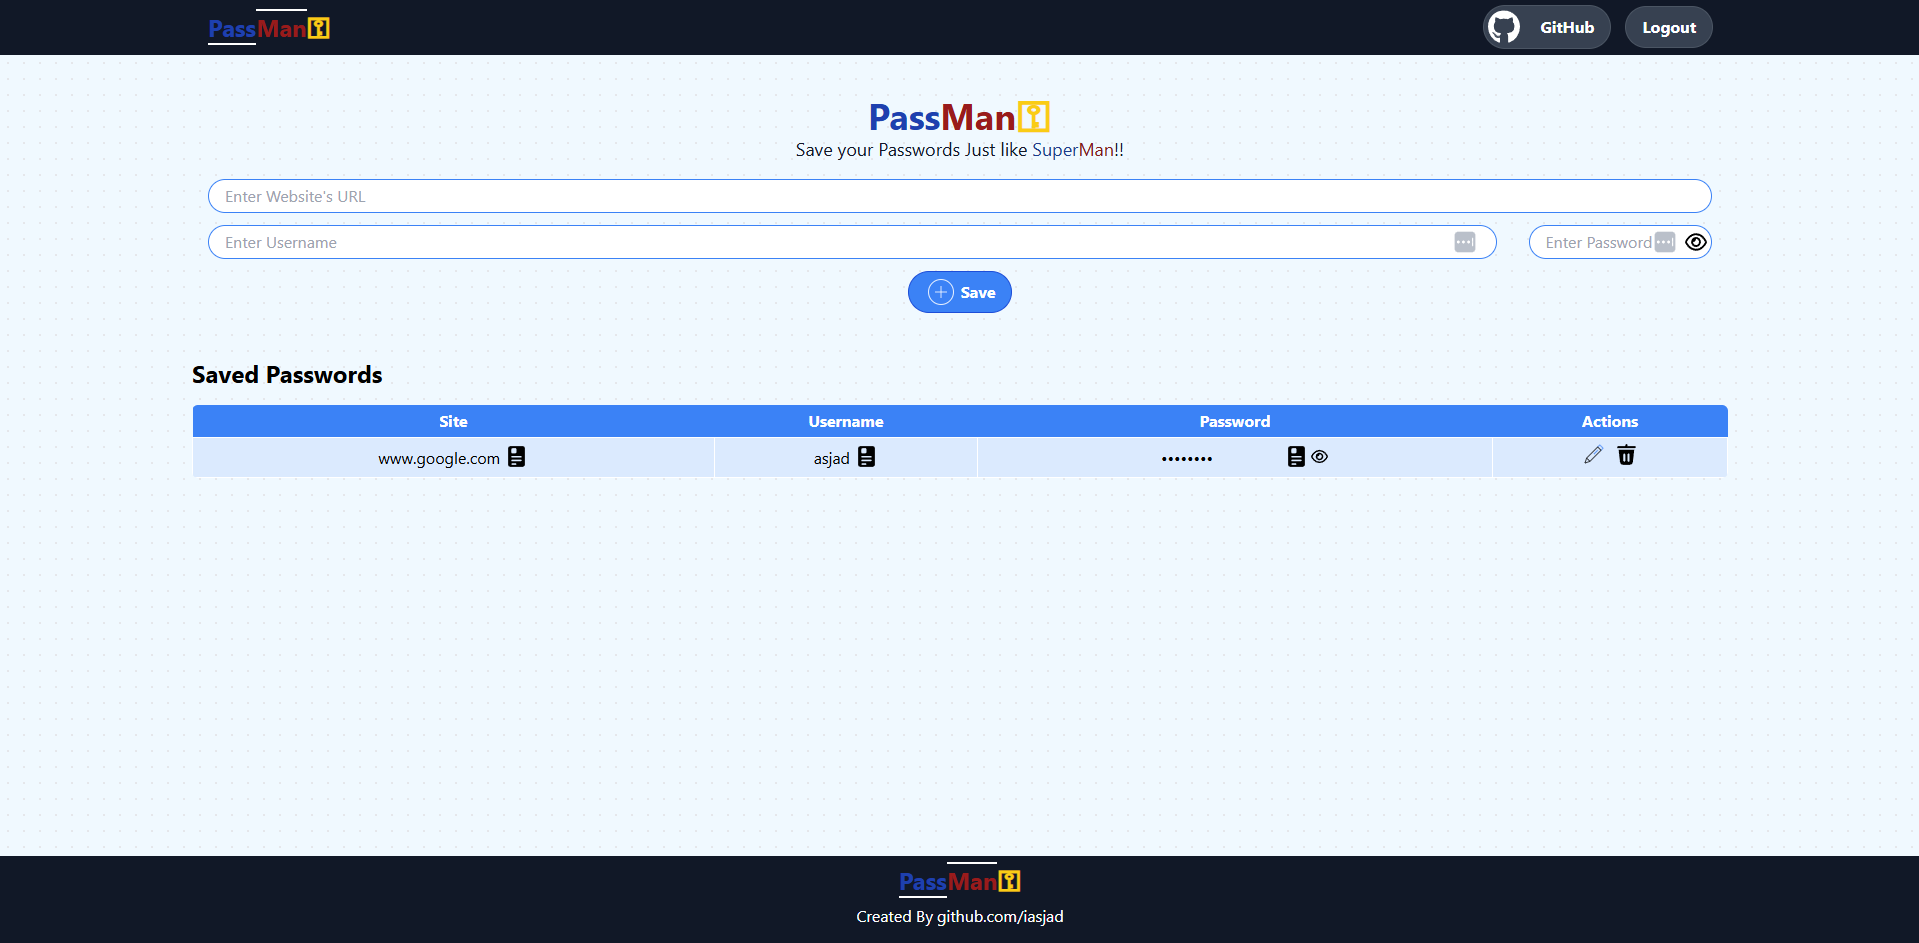 PassMan
GitHub
Logout
PassMan
Save your Passwords Just like SuperMan!!
Enter Website's URL
Enter Username
Enter Password
Save
Saved Passwords
Site Username Password Actions
www.google.com asjad ••••••••
PassMan
Created By github.com/iasjad